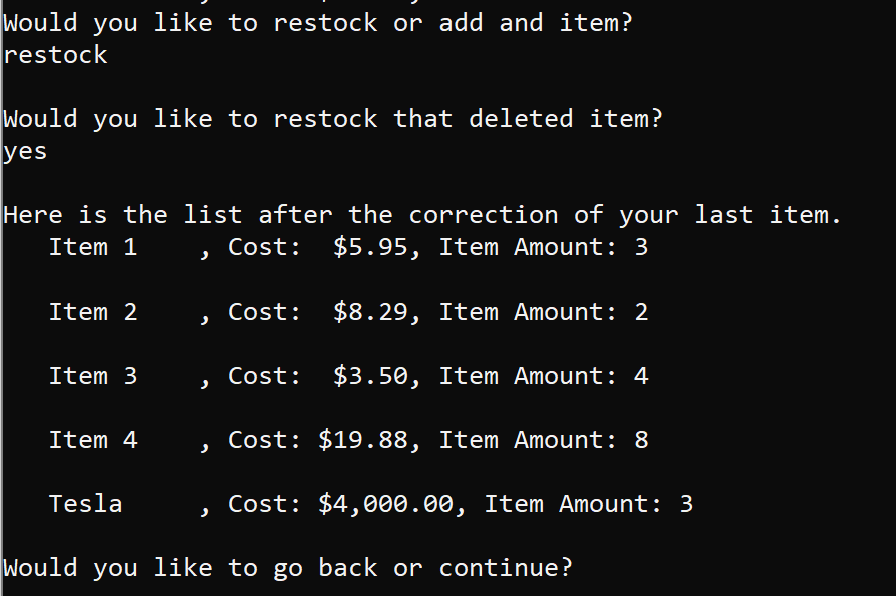 Would you like to restock or add and item?
restock
Would you like to restock that deleted item?
yes
Here is the list after the correction of your last item.
Item 1    , Cost:  $5.95, Item Amount: 3
Item 2    , Cost:  $8.29, Item Amount: 2
Item 3    , Cost:  $3.50, Item Amount: 4
Item 4    , Cost: $19.88, Item Amount: 8
Tesla     , Cost: $4,000.00, Item Amount: 3
Would you like to go back or continue?